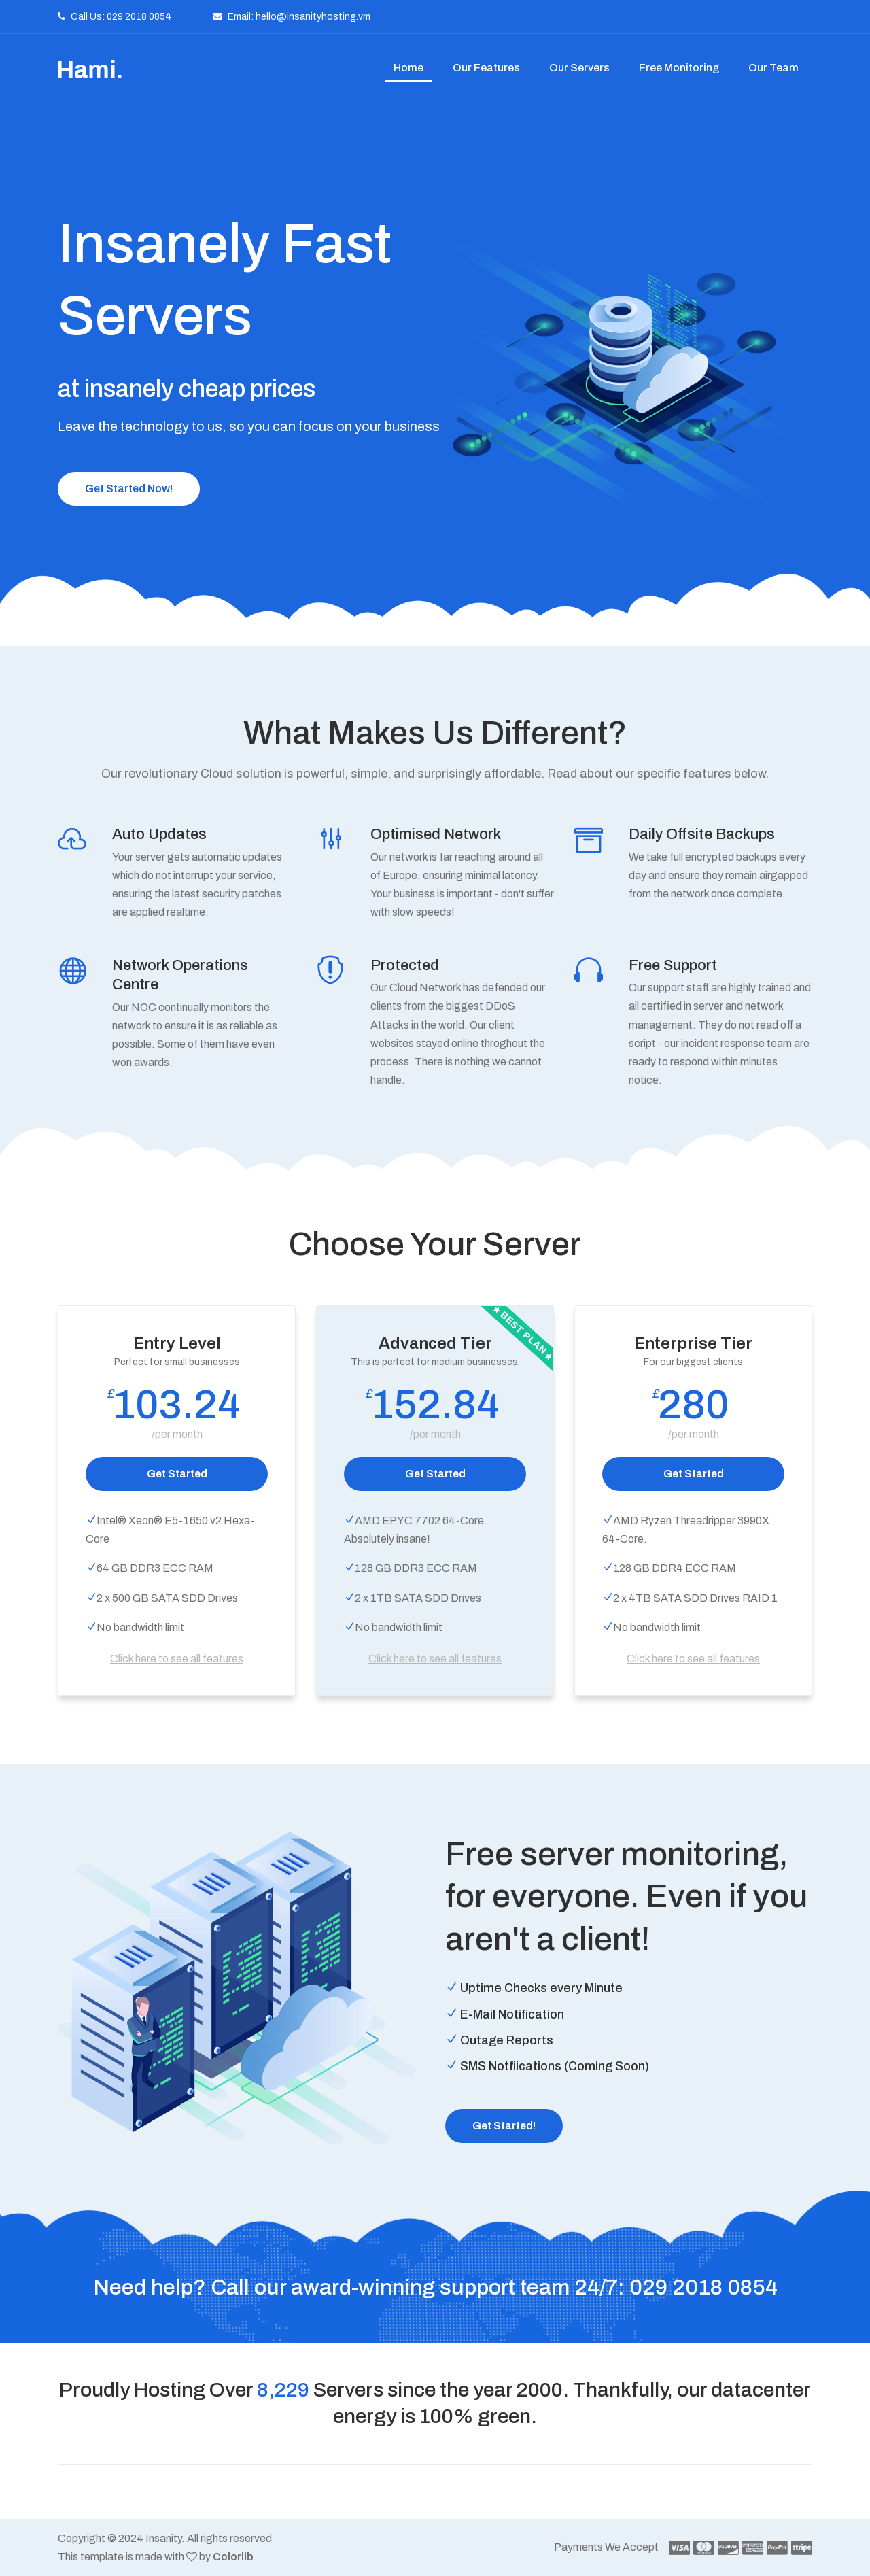 Call Us: 029 2018 0854
Email: hello@insanityhosting.vm
Hami.
Home
Our Features
Our Servers
Free Monitoring
Our Team
Insanely Fast
Servers
at insanely cheap prices
Leave the technology to us, so you can focus on your business
Get Started Now!
What Makes Us Different?
Our revolutionary Cloud solution is powerful, simple, and surprisingly affordable. Read about our specific features below.
Auto Updates
Your server gets automatic updates
which do not interrupt your service,
ensuring the latest security patches
are applied realtime.
Optimised Network
Our network is far reaching around all
of Europe, ensuring minimal latency.
Your business is important - don't suffer
with slow speeds!
Daily Offsite Backups
We take full encrypted backups every
day and ensure they remain airgapped
from the network once complete.
Network Operations
Centre
Our NOC continually monitors the
network to ensure it is as reliable as
possible. Some of them have even
won awards.
Protected
Our Cloud Network has defended our
clients from the biggest DDoS
Attacks in the world. Our client
websites stayed online throghout the
process. There is nothing we cannot
handle.
Free Support
Our support staff are highly trained and
all certified in server and network
management. They do not read off a
script - our incident response team are
ready to respond within minutes
notice.
Choose Your Server
Entry Level
Perfect for small businesses
£103.24
/per month
Get Started
Intel® Xeon® E5-1650 v2 Hexa-
Core
64 GB DDR3 ECC RAM
2 x 500 GB SATA SDD Drives
No bandwidth limit
Click here to see all features
★ BEST PLAN ★
Advanced Tier
This is perfect for medium businesses.
£152.84
/per month
Get Started
AMD EPYC 7702 64-Core.
Absolutely insane!
128 GB DDR3 ECC RAM
2 x 1TB SATA SDD Drives
No bandwidth limit
Click here to see all features
Enterprise Tier
For our biggest clients
£280
/per month
Get Started
AMD Ryzen Threadripper 3990X
64-Core.
128 GB DDR4 ECC RAM
2 x 4TB SATA SDD Drives RAID 1
No bandwidth limit
Click here to see all features
Free server monitoring,
for everyone. Even if you
aren't a client!
Uptime Checks every Minute
E-Mail Notification
Outage Reports
SMS Notfiications (Coming Soon)
Get Started!
Need help? Call our award-winning support team 24/7: 029 2018 0854
Proudly Hosting Over 8,229 Servers since the year 2000. Thankfully, our datacenter
energy is 100% green.
Copyright © 2024 Insanity. All rights reserved
This template is made with ♡ by Colorlib
Payments We Accept
VISA
MasterCard
DISCOVER
AMERICAN EXPRESS
PayPal
stripe